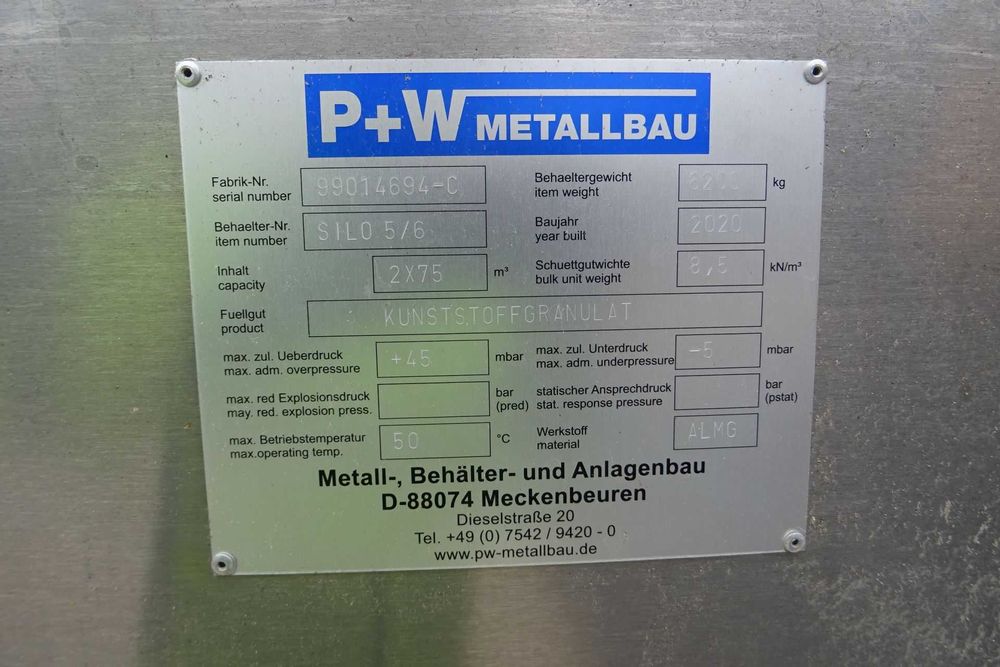 P+W METALLBAU
Fabrik-Nr. 99014694-C Behaeltergewicht kg
serial number item weight
Behaelter-Nr. SILO 5/6 Baujahr 2020
item number year built
Inhalt 2X75 m³ Schuettgutwichte 8,5 kN/m³
capacity bulk unit weight
Fuellgut KUNSTSTOFFGRANULAT
product
max. zul. Ueberdruck +45 mbar max. zul. Unterdruck -5 mbar
max. adm. overpressure max. adm. underpressure
max. red Explosionsdruck bar statischer Ansprechdruck bar
may. red. explosion press. (pred) stat. response pressure (pstat)
max. Betriebstemperatur 50 °C Werkstoff ALMG
max.operating temp. material
Metall-, Behälter- und Anlagenbau
D-88074 Meckenbeuren
Dieselstraße 20
Tel. +49 (0) 7542 / 9420 - 0
www.pw-metallbau.de